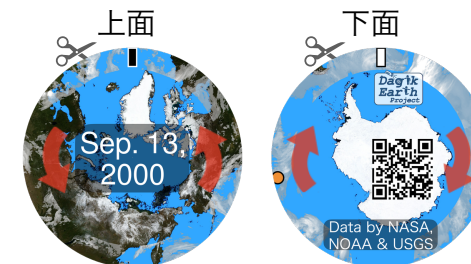 上面
下面
Sep. 13,
2000
Dagik
Earth
Project
Data by NASA,
NOAA & USGS